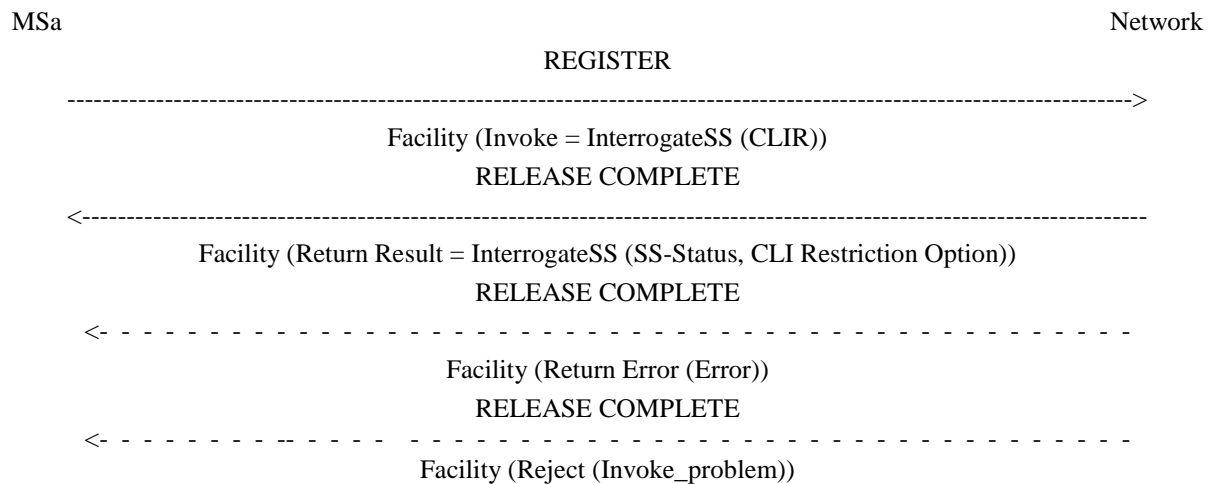 MSa Network
REGISTER
Facility (Invoke = InterrogateSS (CLIR))
RELEASE COMPLETE
Facility (Return Result = InterrogateSS (SS-Status, CLI Restriction Option))
RELEASE COMPLETE
Facility (Return Error (Error))
RELEASE COMPLETE
Facility (Reject (Invoke_problem))